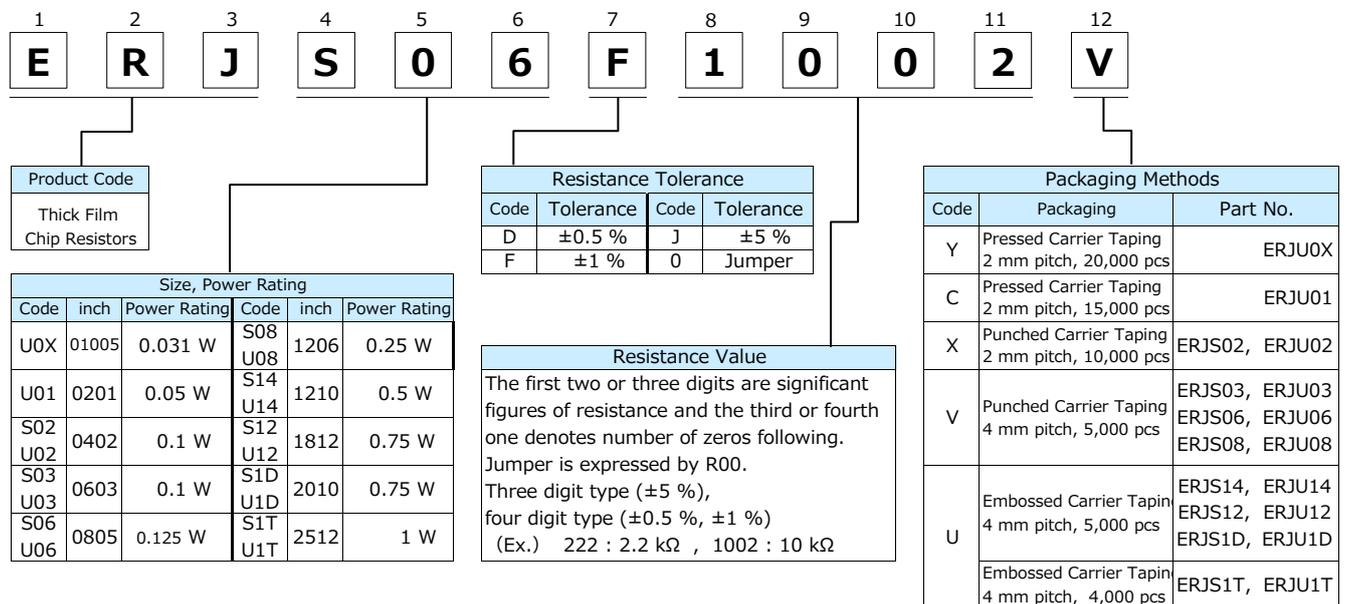 1 2 3 4 5 6 7 8 9 10 11 12
E R J S 0 6 F 1 0 0 2 V
Product Code
Thick Film
Chip Resistors
Size, Power Rating
Code inch Power Rating Code inch Power Rating
U0X 01005 0.031 W S08 U08 1206 0.25 W
U01 0201 0.05 W S14 U14 1210 0.5 W
S02 U02 0402 0.1 W S12 U12 1812 0.75 W
S03 U03 0603 0.1 W S1D U1D 2010 0.75 W
S06 U06 0805 0.125 W S1T U1T 2512 1 W
Resistance Tolerance
Code Tolerance Code Tolerance
D ±0.5 % J ±5 %
F ±1 % 0 Jumper
Resistance Value
The first two or three digits are significant
figures of resistance and the third or fourth
one denotes number of zeros following.
Jumper is expressed by R00.
Three digit type (±5 %),
four digit type (±0.5 %, ±1 %)
(Ex.) 222 : 2.2 kΩ , 1002 : 10 kΩ
Packaging Methods
Code Packaging Part No.
Y Pressed Carrier Taping
2 mm pitch, 20,000 pcs ERJU0X
C Pressed Carrier Taping
2 mm pitch, 15,000 pcs ERJU01
X Punched Carrier Taping
2 mm pitch, 10,000 pcs ERJS02, ERJU02
V Punched Carrier Taping
4 mm pitch, 5,000 pcs
ERJS03, ERJU03
ERJS06, ERJU06
ERJS08, ERJU08
U Embossed Carrier Tapin
4 mm pitch, 5,000 pcs
ERJS14, ERJU14
ERJS12, ERJU12
ERJS1D, ERJU1D
Embossed Carrier Tapin
4 mm pitch, 4,000 pcs
ERJS1T, ERJU1T